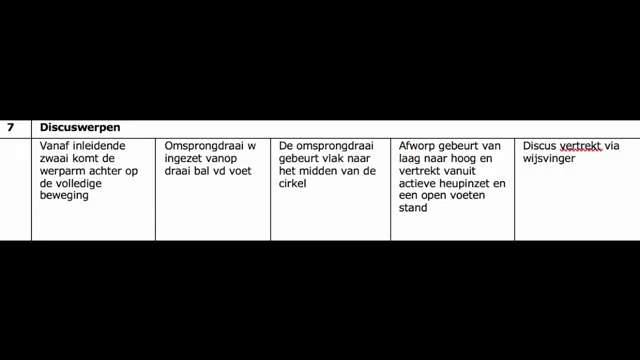 7 Discuswerpen
Vanaf inleidende
zwaai komt de
werparm achter op
de volledige
beweging
Omsprongdraai w
ingezet vanop
draai bal vd voet
De omsprongdraai
gebeurt vlak naar
het midden van de
cirkel
Afworp gebeurt van
laag naar hoog en
vertrekt vanuit
actieve heupinzet en
een open voeten
stand
Discus vertrekt via
wijsvinger